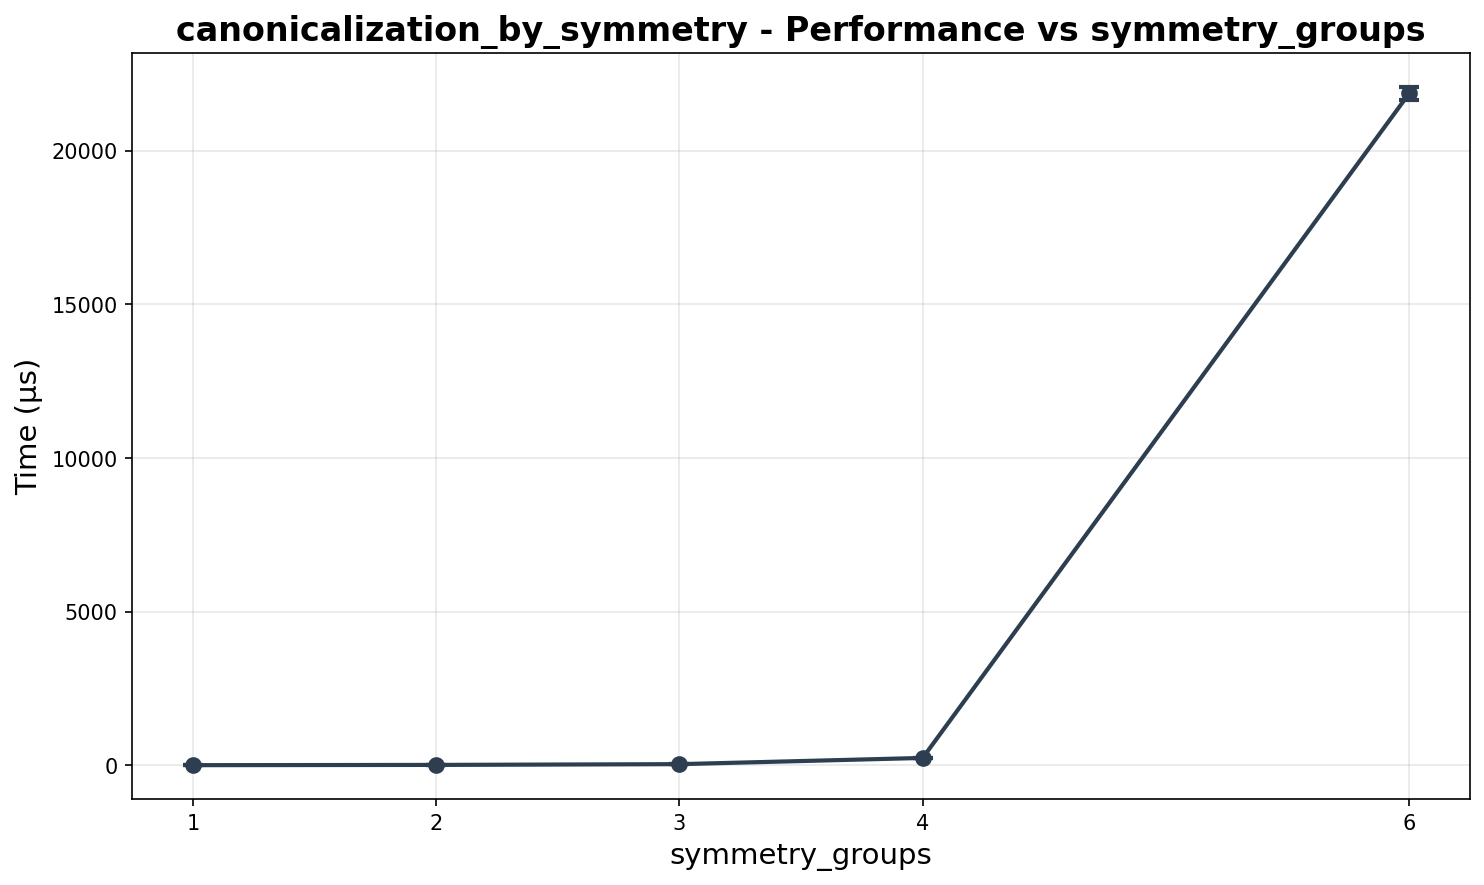 canonicalization_by_symmetry - Performance vs symmetry_groups
Time (µs)
20000
15000
10000
5000
0
1 2 3 4 6
symmetry_groups